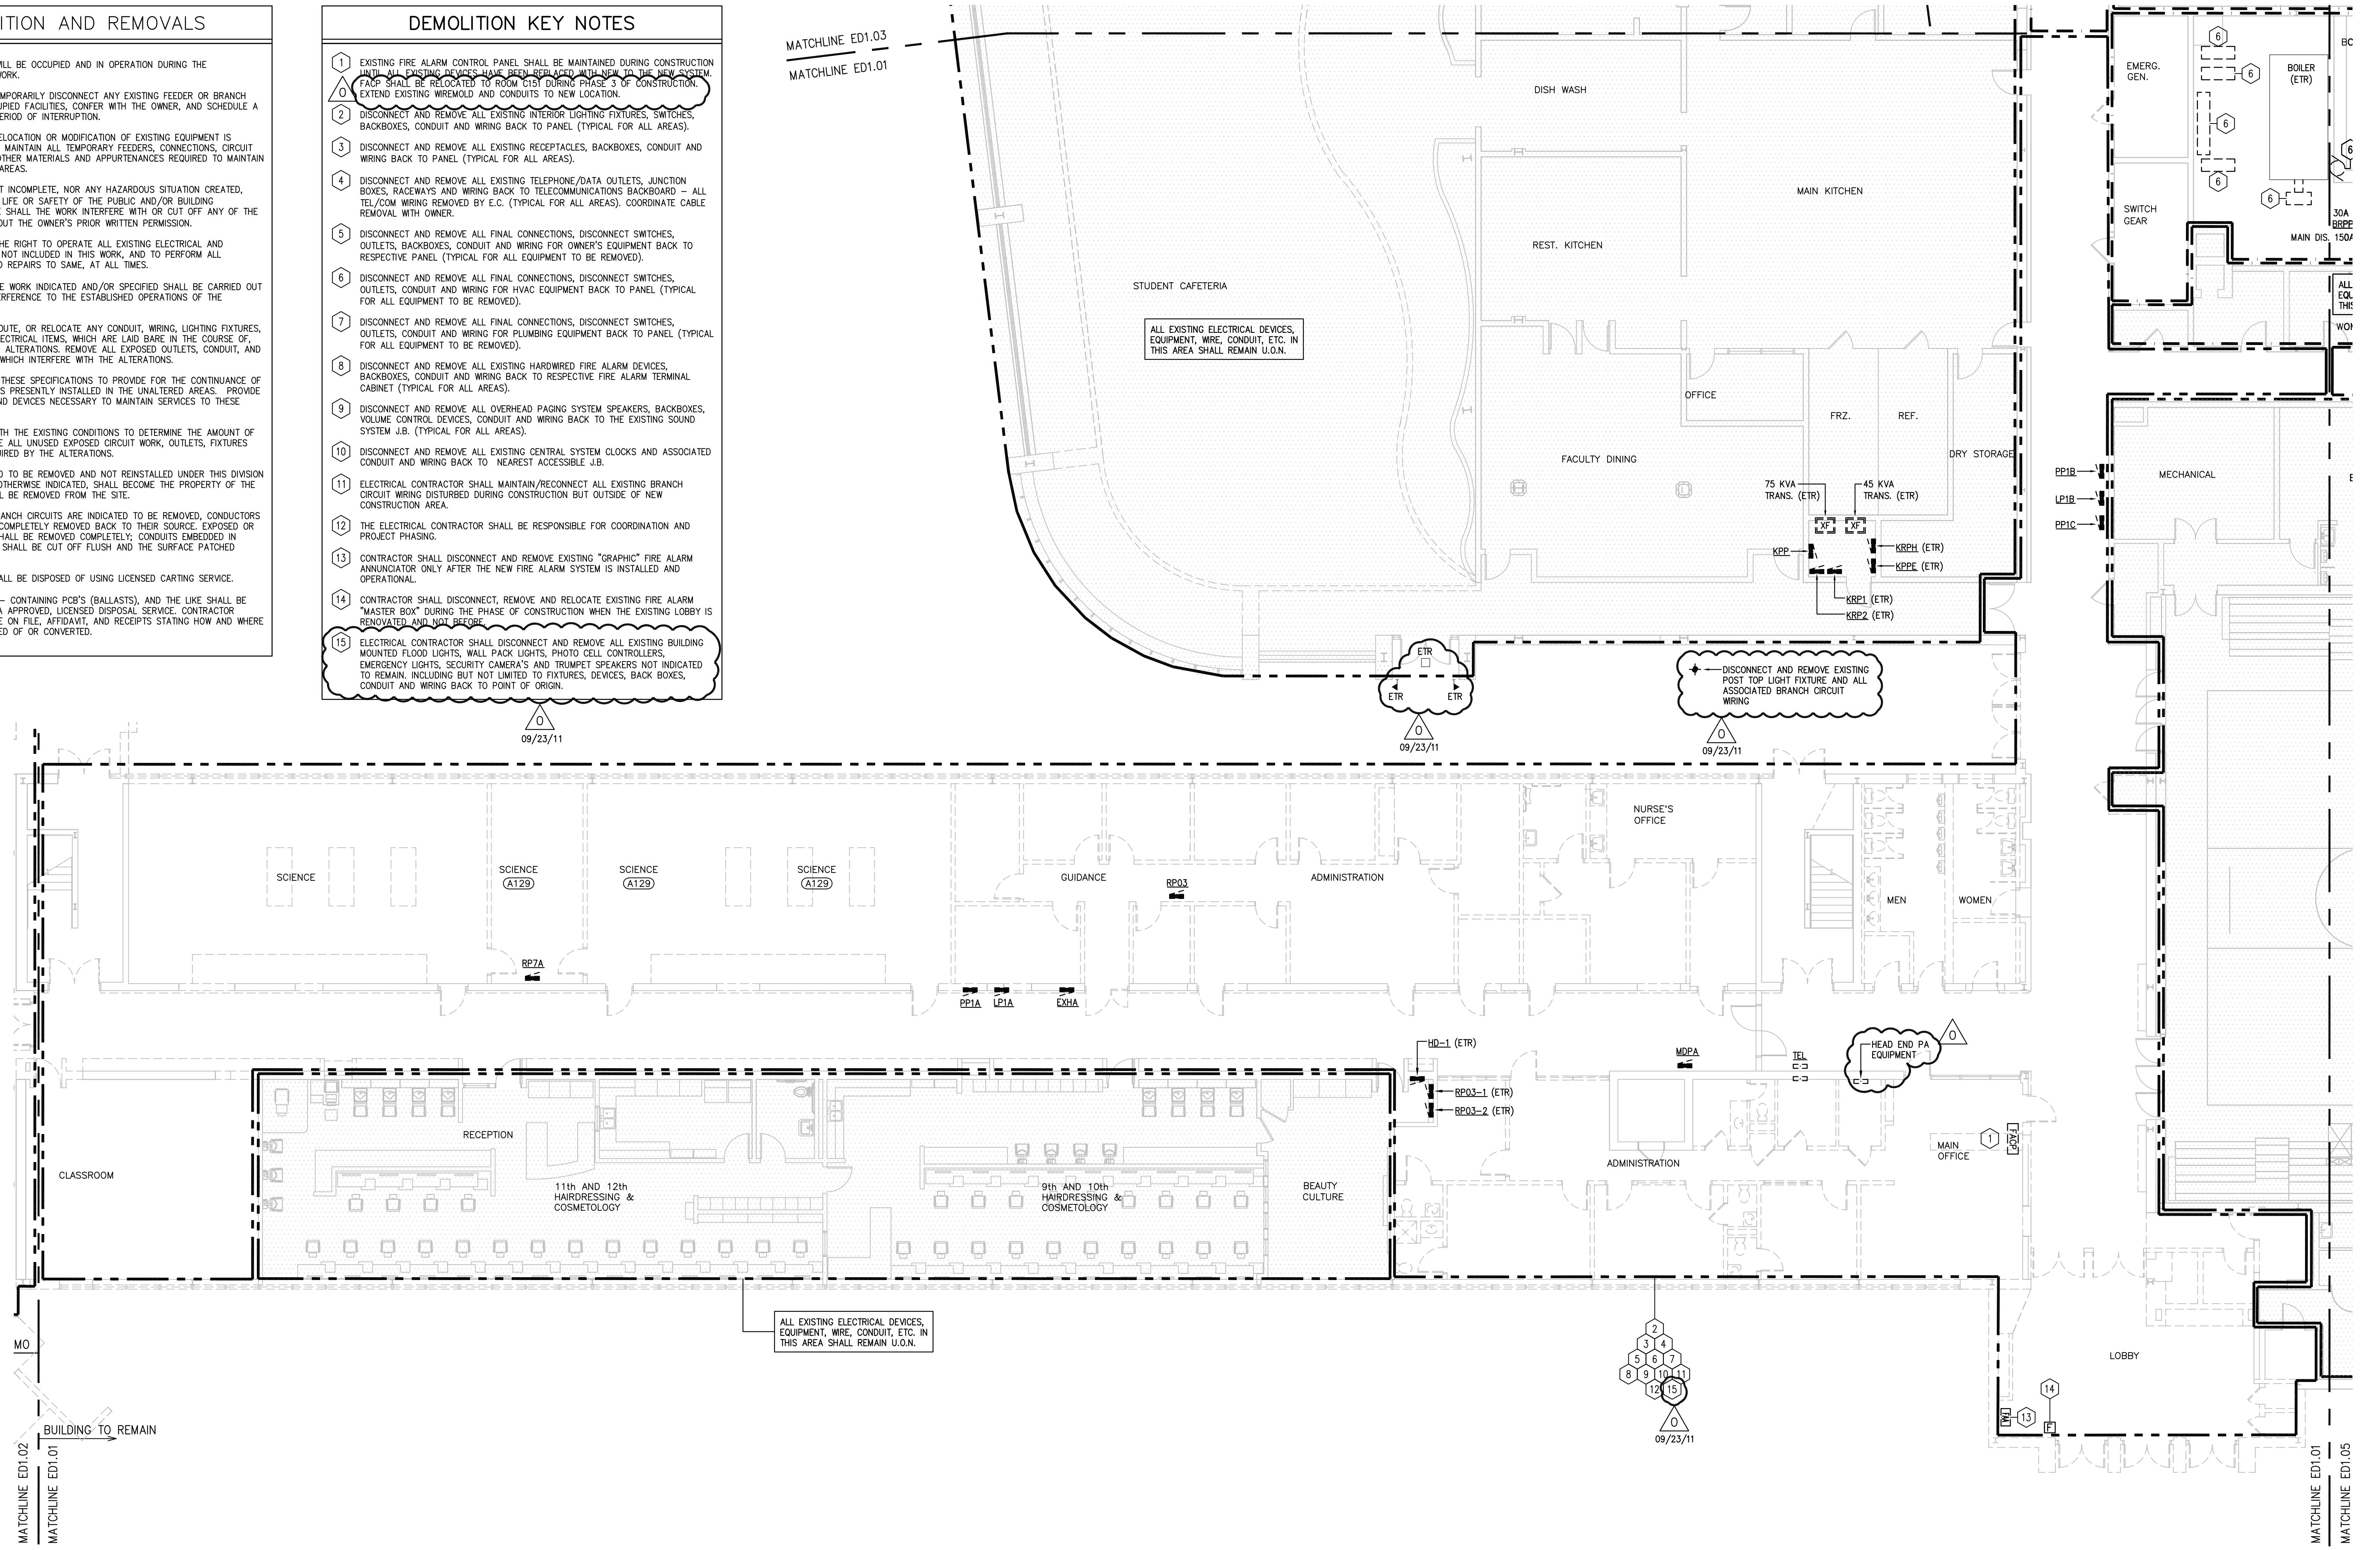 ITION AND REMOVALS
ILL BE OCCUPIED AND IN OPERATION DURING THE
WORK.
MPORARILY DISCONNECT ANY EXISTING FEEDER OR BRANCH
UPIED FACILITIES, CONFER WITH THE OWNER, AND SCHEDULE A
ERIOD OF INTERRUPTION.
ELOCATION OR MODIFICATION OF EXISTING EQUIPMENT IS
MAINTAIN ALL TEMPORARY FEEDERS, CONNECTIONS, CIRCUIT
OTHER MATERIALS AND APPURTENANCES REQUIRED TO MAINTAIN
AREAS.
T INCOMPLETE, NOR ANY HAZARDOUS SITUATION CREATED,
LIFE OR SAFETY OF THE PUBLIC AND/OR BUILDING
E SHALL THE WORK INTERFERE WITH OR CUT OFF ANY OF THE
OUT THE OWNER'S PRIOR WRITTEN PERMISSION.
HE RIGHT TO OPERATE ALL EXISTING ELECTRICAL AND
NOT INCLUDED IN THIS WORK, AND TO PERFORM ALL
D REPAIRS TO SAME, AT ALL TIMES.
E WORK INDICATED AND/OR SPECIFIED SHALL BE CARRIED OUT
ERFERENCE TO THE ESTABLISHED OPERATIONS OF THE
OUTE, OR RELOCATE ANY CONDUIT, WIRING, LIGHTING FIXTURES,
ECTRICAL ITEMS, WHICH ARE LAID BARE IN THE COURSE OF,
ALTERATIONS. REMOVE ALL EXPOSED OUTLETS, CONDUIT, AND
WHICH INTERFERE WITH THE ALTERATIONS.
THESE SPECIFICATIONS TO PROVIDE FOR THE CONTINUANCE OF
S PRESENTLY INSTALLED IN THE UNALTERED AREAS. PROVIDE
ND DEVICES NECESSARY TO MAINTAIN SERVICES TO THESE
TH THE EXISTING CONDITIONS TO DETERMINE THE AMOUNT OF
E ALL UNUSED EXPOSED CIRCUIT WORK, OUTLETS, FIXTURES
UIRED BY THE ALTERATIONS.
D TO BE REMOVED AND NOT REINSTALLED UNDER THIS DIVISION
OTHERWISE INDICATED, SHALL BECOME THE PROPERTY OF THE
L BE REMOVED FROM THE SITE.
ANCH CIRCUITS ARE INDICATED TO BE REMOVED, CONDUCTORS
COMPLETELY REMOVED BACK TO THEIR SOURCE. EXPOSED OR
HALL BE REMOVED COMPLETELY; CONDUITS EMBEDDED IN
SHALL BE CUT OFF FLUSH AND THE SURFACE PATCHED
ALL BE DISPOSED OF USING LICENSED CARTING SERVICE.
– CONTAINING PCB'S (BALLASTS), AND THE LIKE SHALL BE
A APPROVED, LICENSED DISPOSAL SERVICE. CONTRACTOR
E ON FILE, AFFIDAVIT, AND RECEIPTS STATING HOW AND WHERE
ED OF OR CONVERTED.
DEMOLITION KEY NOTES
1 EXISTING FIRE ALARM CONTROL PANEL SHALL BE MAINTAINED DURING CONSTRUCTION
UNTIL ALL EXISTING DEVICES HAVE BEEN REPLACED WITH NEW TO THE NEW SYSTEM.
0 FACP SHALL BE RELOCATED TO ROOM C151 DURING PHASE 3 OF CONSTRUCTION.
EXTEND EXISTING WIREMOLD AND CONDUITS TO NEW LOCATION.
2 DISCONNECT AND REMOVE ALL EXISTING INTERIOR LIGHTING FIXTURES, SWITCHES,
BACKBOXES, CONDUIT AND WIRING BACK TO PANEL (TYPICAL FOR ALL AREAS).
3 DISCONNECT AND REMOVE ALL EXISTING RECEPTACLES, BACKBOXES, CONDUIT AND
WIRING BACK TO PANEL (TYPICAL FOR ALL AREAS).
4 DISCONNECT AND REMOVE ALL EXISTING TELEPHONE/DATA OUTLETS, JUNCTION
BOXES, RACEWAYS AND WIRING BACK TO TELECOMMUNICATIONS BACKBOARD – ALL
TEL/COM WIRING REMOVED BY E.C. (TYPICAL FOR ALL AREAS). COORDINATE CABLE
REMOVAL WITH OWNER.
5 DISCONNECT AND REMOVE ALL FINAL CONNECTIONS, DISCONNECT SWITCHES,
OUTLETS, BACKBOXES, CONDUIT AND WIRING FOR OWNER'S EQUIPMENT BACK TO
RESPECTIVE PANEL (TYPICAL FOR ALL EQUIPMENT TO BE REMOVED).
6 DISCONNECT AND REMOVE ALL FINAL CONNECTIONS, DISCONNECT SWITCHES,
OUTLETS, CONDUIT AND WIRING FOR HVAC EQUIPMENT BACK TO PANEL (TYPICAL
FOR ALL EQUIPMENT TO BE REMOVED).
7 DISCONNECT AND REMOVE ALL FINAL CONNECTIONS, DISCONNECT SWITCHES,
OUTLETS, CONDUIT AND WIRING FOR PLUMBING EQUIPMENT BACK TO PANEL (TYPICAL
FOR ALL EQUIPMENT TO BE REMOVED).
8 DISCONNECT AND REMOVE ALL EXISTING HARDWIRED FIRE ALARM DEVICES,
BACKBOXES, CONDUIT AND WIRING BACK TO RESPECTIVE FIRE ALARM TERMINAL
CABINET (TYPICAL FOR ALL AREAS).
9 DISCONNECT AND REMOVE ALL OVERHEAD PAGING SYSTEM SPEAKERS, BACKBOXES,
VOLUME CONTROL DEVICES, CONDUIT AND WIRING BACK TO THE EXISTING SOUND
SYSTEM J.B. (TYPICAL FOR ALL AREAS).
10 DISCONNECT AND REMOVE ALL EXISTING CENTRAL SYSTEM CLOCKS AND ASSOCIATED
CONDUIT AND WIRING BACK TO NEAREST ACCESSIBLE J.B.
11 ELECTRICAL CONTRACTOR SHALL MAINTAIN/RECONNECT ALL EXISTING BRANCH
CIRCUIT WIRING DISTURBED DURING CONSTRUCTION BUT OUTSIDE OF NEW
CONSTRUCTION AREA.
12 THE ELECTRICAL CONTRACTOR SHALL BE RESPONSIBLE FOR COORDINATION AND
PROJECT PHASING.
13 CONTRACTOR SHALL DISCONNECT AND REMOVE EXISTING "GRAPHIC" FIRE ALARM
ANNUNCIATOR ONLY AFTER THE NEW FIRE ALARM SYSTEM IS INSTALLED AND
OPERATIONAL.
14 CONTRACTOR SHALL DISCONNECT, REMOVE AND RELOCATE EXISTING FIRE ALARM
"MASTER BOX" DURING THE PHASE OF CONSTRUCTION WHEN THE EXISTING LOBBY IS
RENOVATED AND NOT BEFORE.
15 ELECTRICAL CONTRACTOR SHALL DISCONNECT AND REMOVE ALL EXISTING BUILDING
MOUNTED FLOOD LIGHTS, WALL PACK LIGHTS, PHOTO CELL CONTROLLERS,
EMERGENCY LIGHTS, SECURITY CAMERA'S AND TRUMPET SPEAKERS NOT INDICATED
TO REMAIN. INCLUDING BUT NOT LIMITED TO FIXTURES, DEVICES, BACK BOXES,
CONDUIT AND WIRING BACK TO POINT OF ORIGIN.
0
09/23/11
MATCHLINE ED1.03
MATCHLINE ED1.01
DISH WASH
MAIN KITCHEN
REST. KITCHEN
STUDENT CAFETERIA
ALL EXISTING ELECTRICAL DEVICES,
EQUIPMENT, WIRE, CONDUIT, ETC. IN
THIS AREA SHALL REMAIN U.O.N.
OFFICE
FRZ.
REF.
DRY STORAGE
FACULTY DINING
75 KVA
TRANS. (ETR)
45 KVA
TRANS. (ETR)
XF
XF
KPP
KRPH (ETR)
KPPE (ETR)
KRP1 (ETR)
KRP2 (ETR)
ETR
ETR
ETR
0
09/23/11
DISCONNECT AND REMOVE EXISTING
POST TOP LIGHT FIXTURE AND ALL
ASSOCIATED BRANCH CIRCUIT
WIRING
0
09/23/11
EMERG.
GEN.
SWITCH
GEAR
6
6
6
6
6
6
BOILER
(ETR)
BO
30A
BRPP
MAIN DIS. 150A
ALL
EQU
THIS
WOM
PP1B
LP1B
PP1C
MECHANICAL
SCIENCE
SCIENCE
A129
SCIENCE
A129
SCIENCE
A129
GUIDANCE
RP03
ADMINISTRATION
NURSE'S
OFFICE
MEN
WOMEN
RP7A
PP1A
LP1A
EXHA
HD-1 (ETR)
RP03-1 (ETR)
RP03-2 (ETR)
MDPA
TEL
HEAD END PA
EQUIPMENT
0
CLASSROOM
RECEPTION
11th AND 12th
HAIRDRESSING &
COSMETOLOGY
9th AND 10th
HAIRDRESSING &
COSMETOLOGY
BEAUTY
CULTURE
ADMINISTRATION
MAIN
OFFICE
1
FACP
ALL EXISTING ELECTRICAL DEVICES,
EQUIPMENT, WIRE, CONDUIT, ETC. IN
THIS AREA SHALL REMAIN U.O.N.
2
3 4
5 6 7
8 9 10 11
12 15
0
09/23/11
LOBBY
14
13
F
MO
BUILDING TO REMAIN
MATCHLINE ED1.02
MATCHLINE ED1.01
MATCHLINE ED1.01
MATCHLINE ED1.05